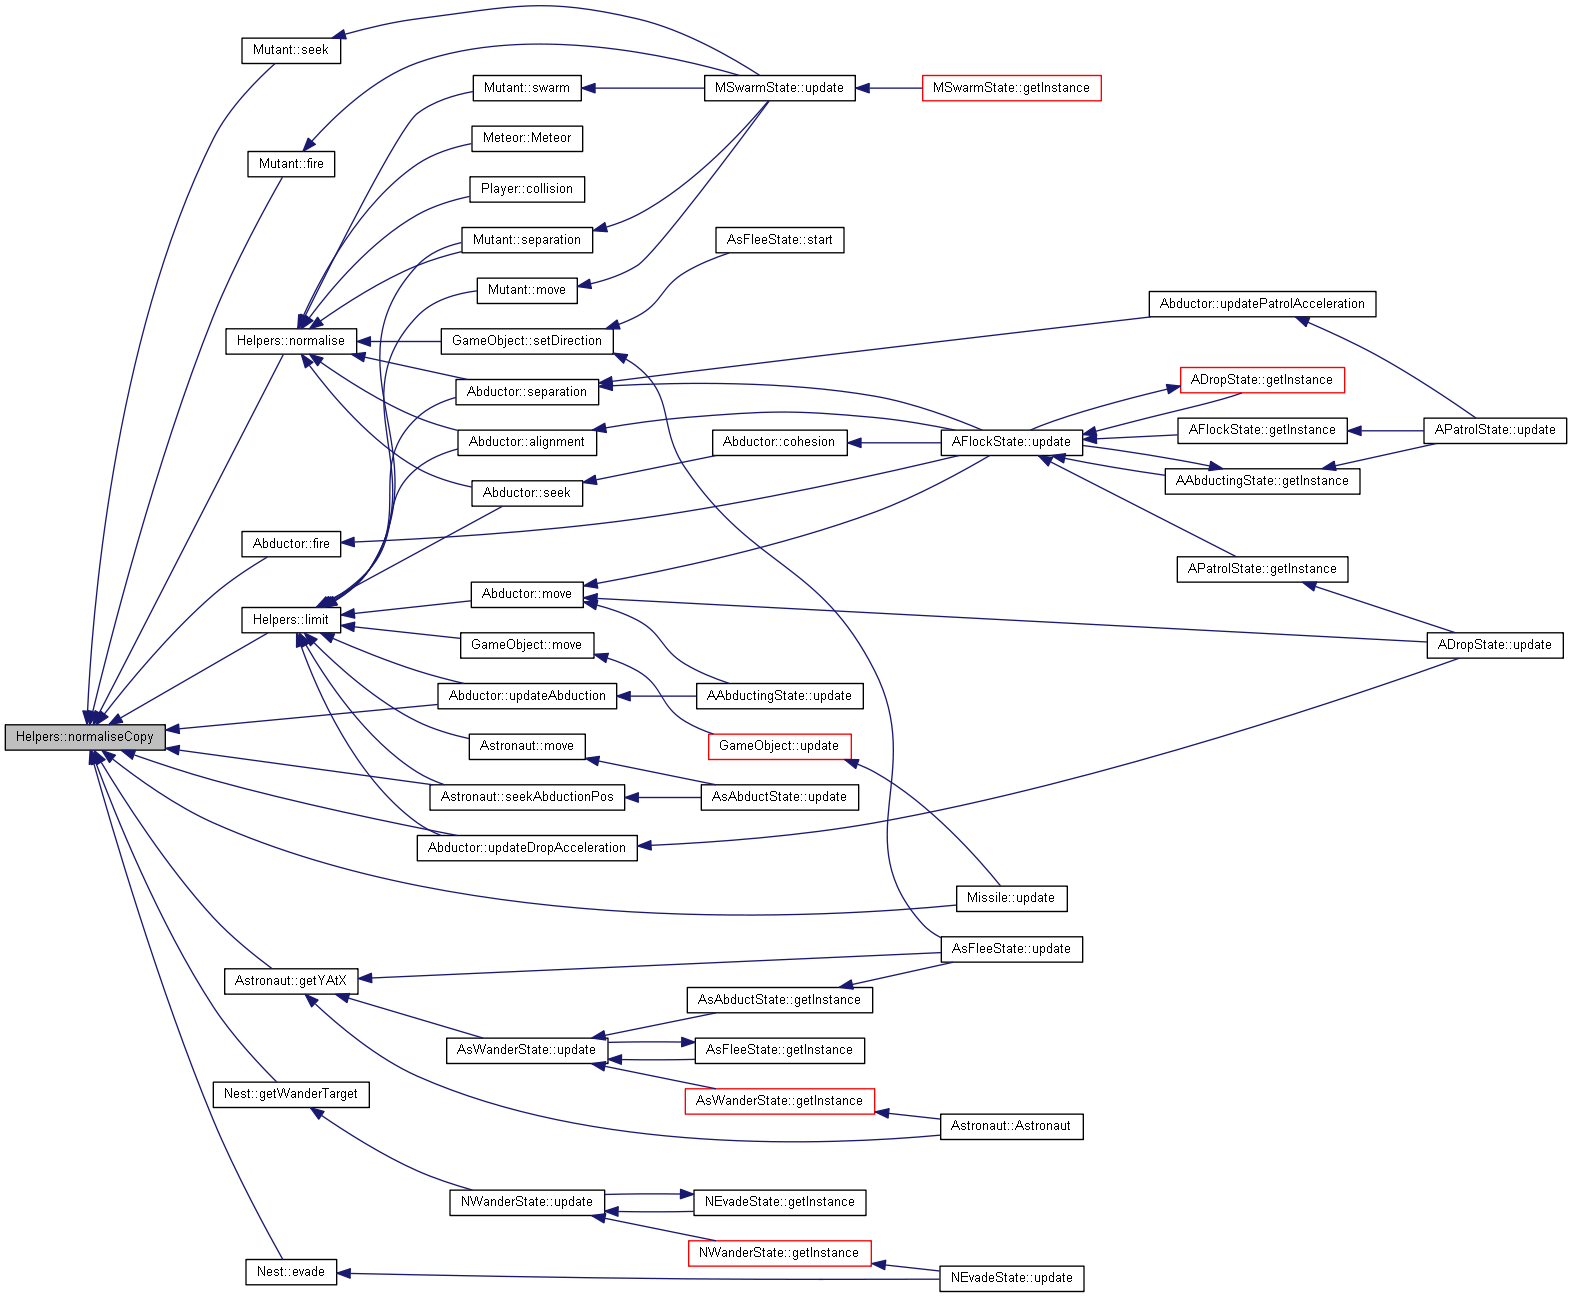 Mutant::seek
Mutant::swarm
MSwarmState::update
MSwarmState::getInstance
Meteor::Meteor
Mutant::fire
Player::collision
Mutant::separation
AsFleeState::start
Mutant::move
Abductor::updatePatrolAcceleration
Helpers::normalise
GameObject::setDirection
ADropState::getInstance
Abductor::separation
AFlockState::getInstance
APatrolState::update
Abductor::alignment
Abductor::cohesion
AFlockState::update
AAbductingState::getInstance
Abductor::seek
Abductor::fire
APatrolState::getInstance
Abductor::move
Helpers::limit
GameObject::move
ADropState::update
Abductor::updateAbduction
AAbductingState::update
Helpers::normaliseCopy
Astronaut::move
GameObject::update
Astronaut::seekAbductionPos
AsAbductState::update
Abductor::updateDropAcceleration
Missile::update
AsFleeState::update
Astronaut::getYAtX
AsAbductState::getInstance
AsWanderState::update
AsFleeState::getInstance
Nest::getWanderTarget
AsWanderState::getInstance
Astronaut::Astronaut
NWanderState::update
NEvadeState::getInstance
NWanderState::getInstance
Nest::evade
NEvadeState::update